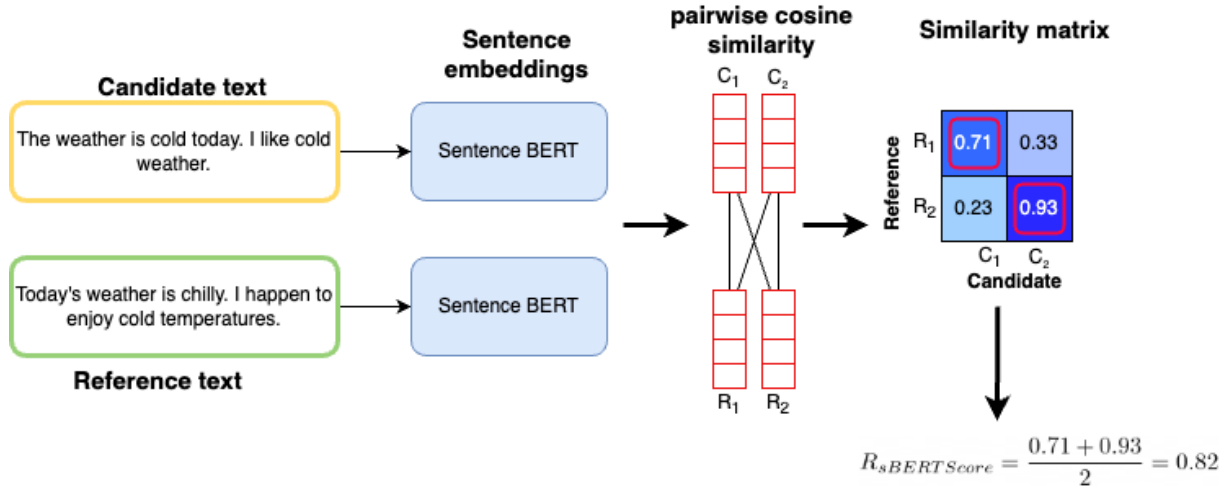 Candidate text
The weather is cold today. I like cold
weather.
Sentence
embeddings
Sentence BERT
Today's weather is chilly. I happen to
enjoy cold temperatures.
Reference text
Sentence BERT
pairwise cosine
similarity
C₁ C₂
R₁ R₂
Similarity matrix
Reference
R₁ 0.71 0.33
R₂ 0.23 0.93
C₁ C₂
Candidate
R_{sBERTScore} = \frac{0.71 + 0.93}{2} = 0.82